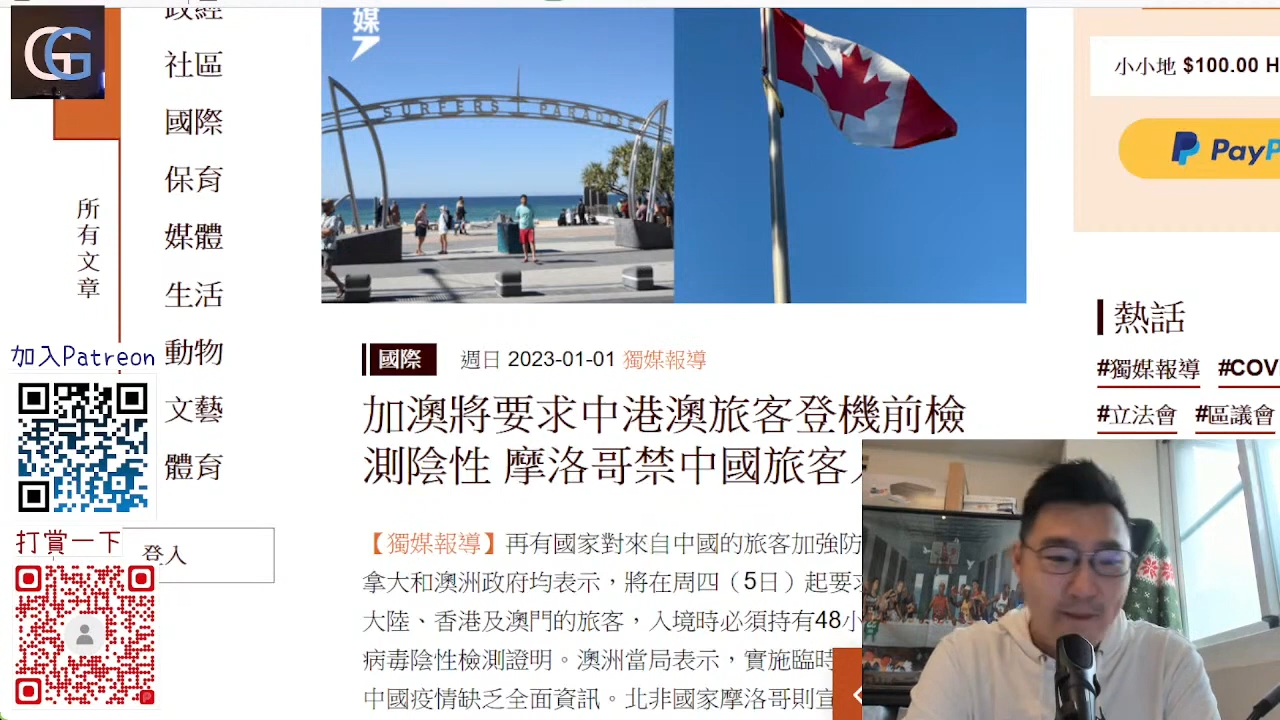 政經
社區
國際
保育
媒體
生活
動物
文藝
體育
登入
所有文章
加入Patreon
打賞一下
媒
SURFERS PARADISE
國際
週日 2023-01-01 獨媒報導
加澳將要求中港澳旅客登機前檢
測陰性 摩洛哥禁中國旅客
【獨媒報導】再有國家對來自中國的旅客加強防
拿大和澳洲政府均表示，將在周四（5日）起要求
大陸、香港及澳門的旅客，入境時必須持有48小
病毒陰性檢測證明。澳洲當局表示，實施臨時
中國疫情缺乏全面資訊。北非國家摩洛哥則宣
小小地 $100.00 H
PayP
熱話
#獨媒報導 #COV
#立法會 #區議會